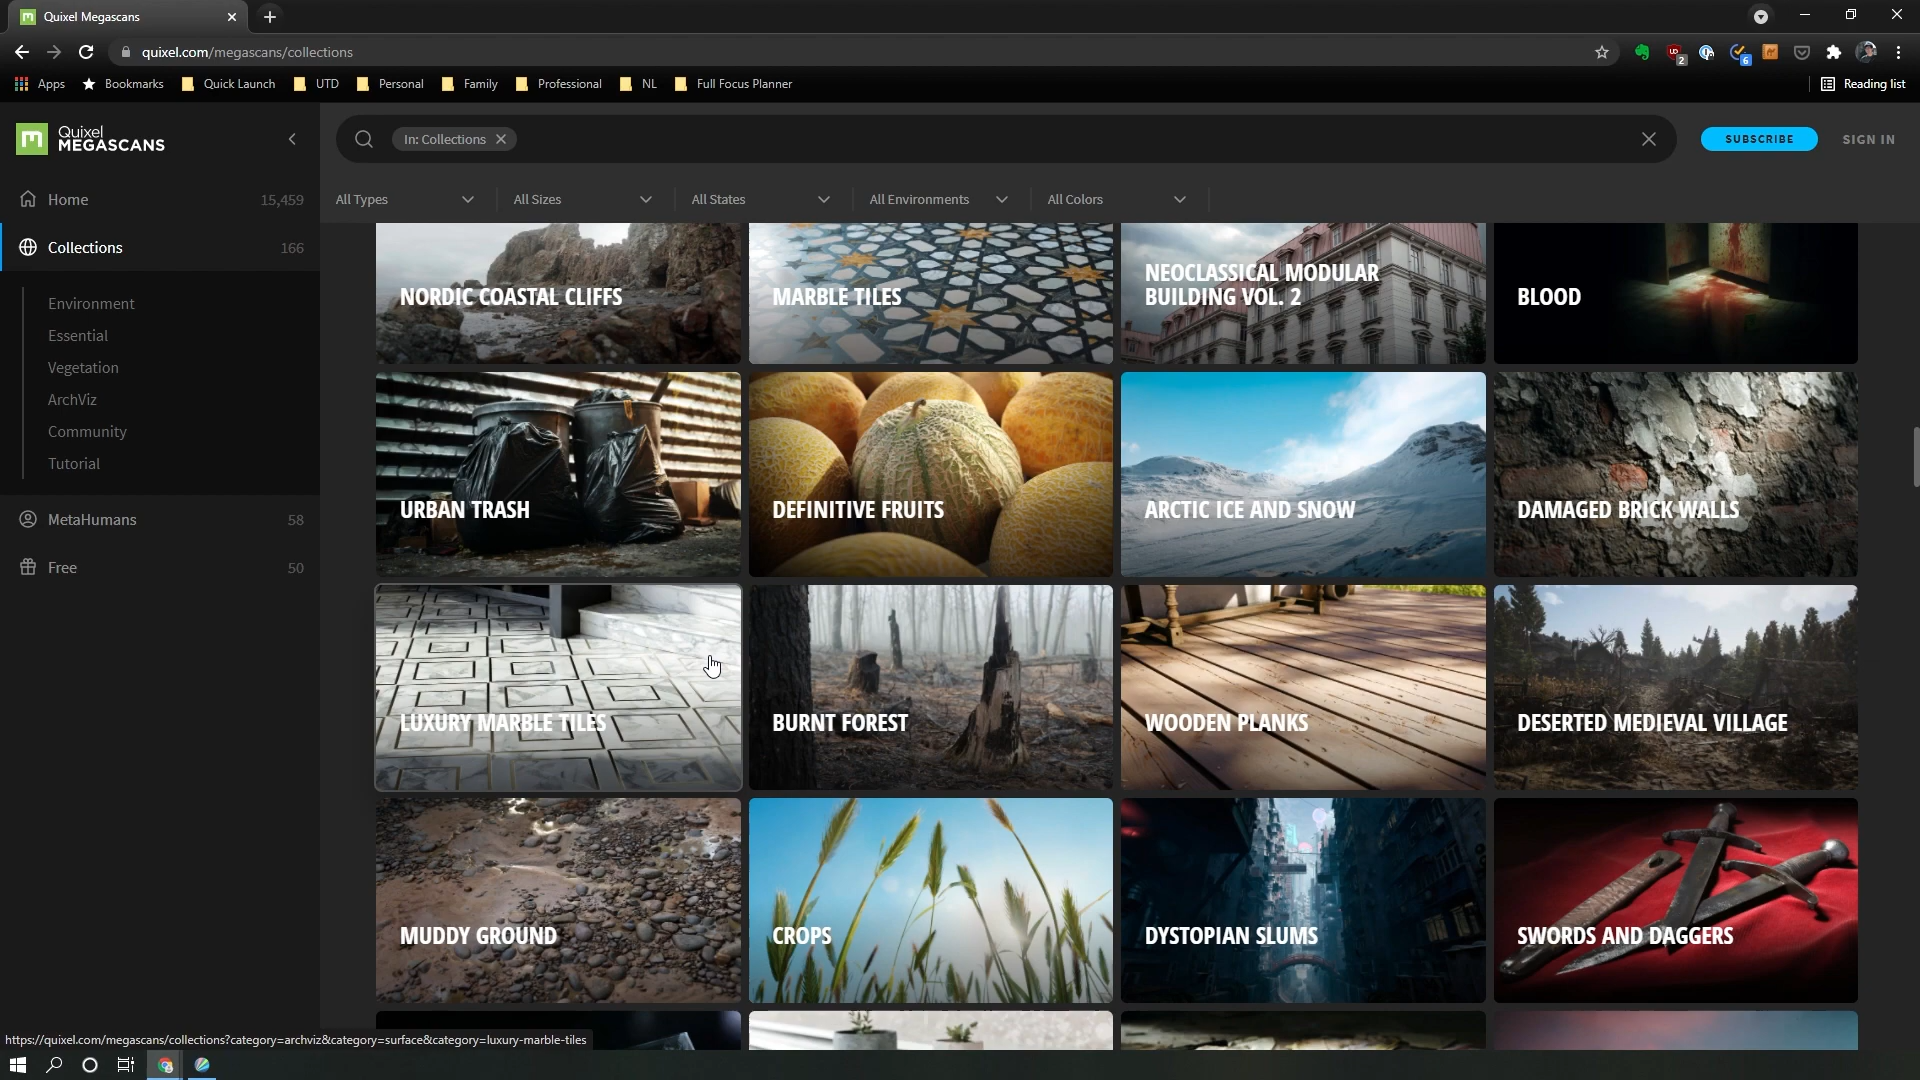 Quixel Megascans
quixel.com/megascans/collections
2
6
Apps
Bookmarks
Quick Launch
UTD
Personal
Family
Professional
NL
Full Focus Planner
Reading list
Quixel
MEGASCANS
In: Collections
SUBSCRIBE
SIGN IN
Home
15,459
All Types
All Sizes
All States
All Environments
All Colors
Collections
166
Environment
Essential
Vegetation
ArchViz
Community
Tutorial
MetaHumans
58
Free
50
NORDIC COASTAL CLIFFS
MARBLE TILES
NEOCLASSICAL MODULAR
BUILDING VOL. 2
BLOOD
URBAN TRASH
DEFINITIVE FRUITS
ARCTIC ICE AND SNOW
DAMAGED BRICK WALLS
LUXURY MARBLE TILES
BURNT FOREST
WOODEN PLANKS
DESERTED MEDIEVAL VILLAGE
MUDDY GROUND
CROPS
DYSTOPIAN SLUMS
SWORDS AND DAGGERS
https://quixel.com/megascans/collections?category=archviz&category=surface&category=luxury-marble-tiles